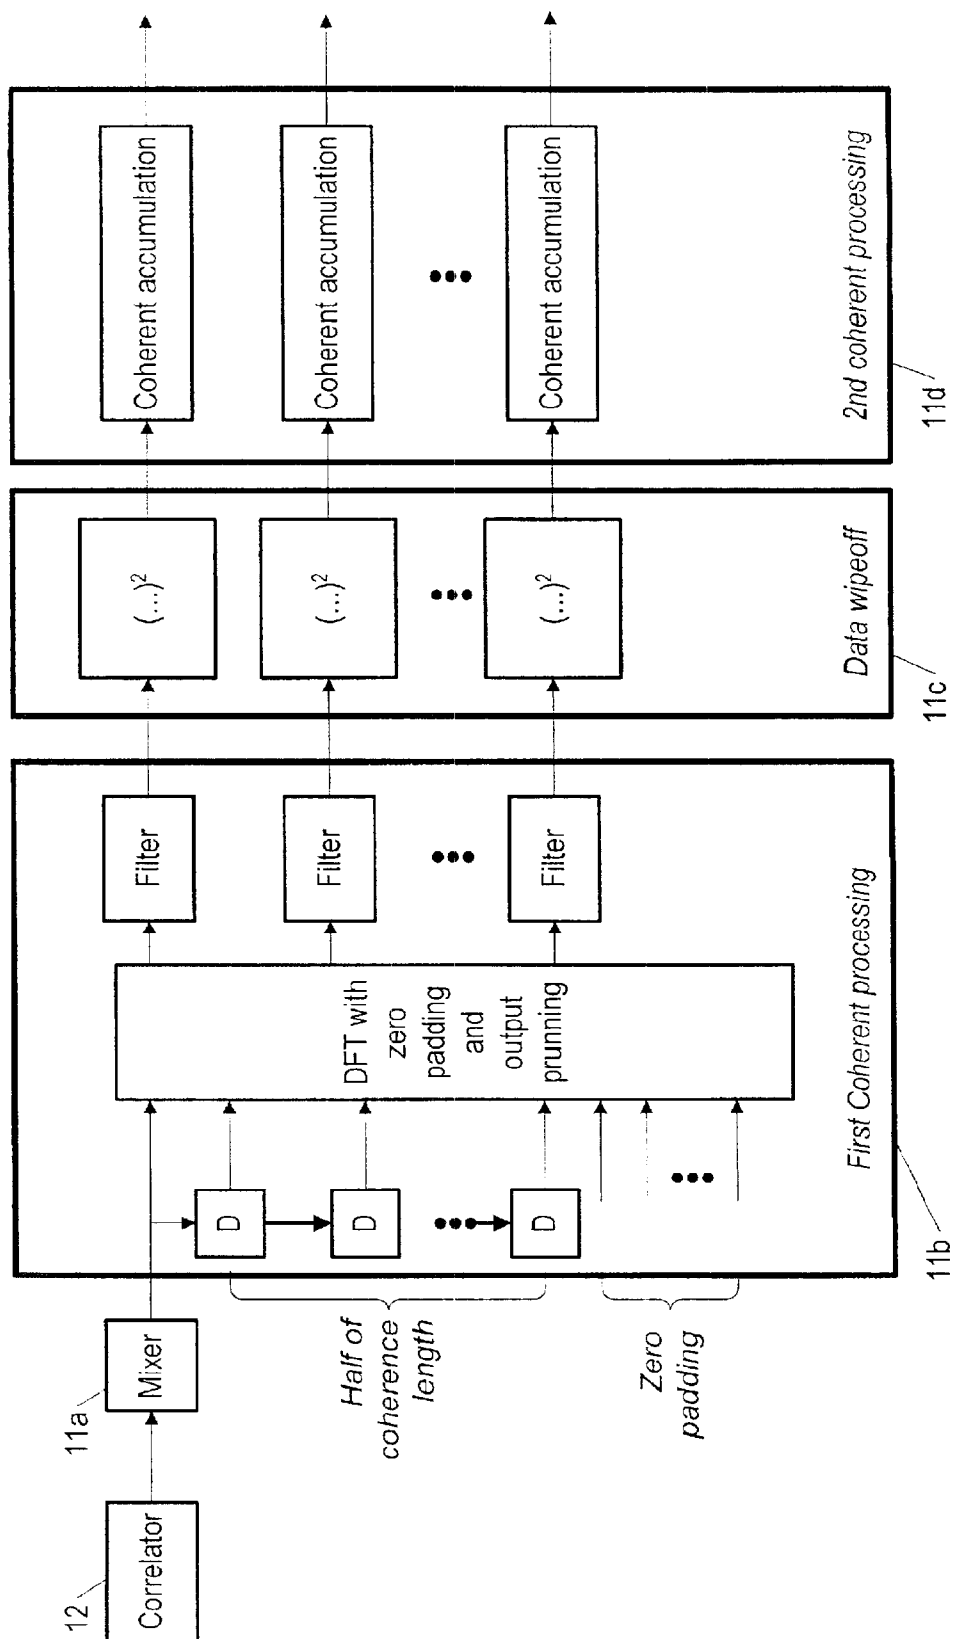 12
Correlator
11a
Mixer
Half of
coherence
length
Zero
padding
D
D
D
DFT with
zero
padding
and
output
prunning
Filter
Filter
Filter
First Coherent processing
11b
(...)²
(...)²
(...)²
Data wipeoff
11c
Coherent accumulation
Coherent accumulation
Coherent accumulation
2nd coherent processing
11d